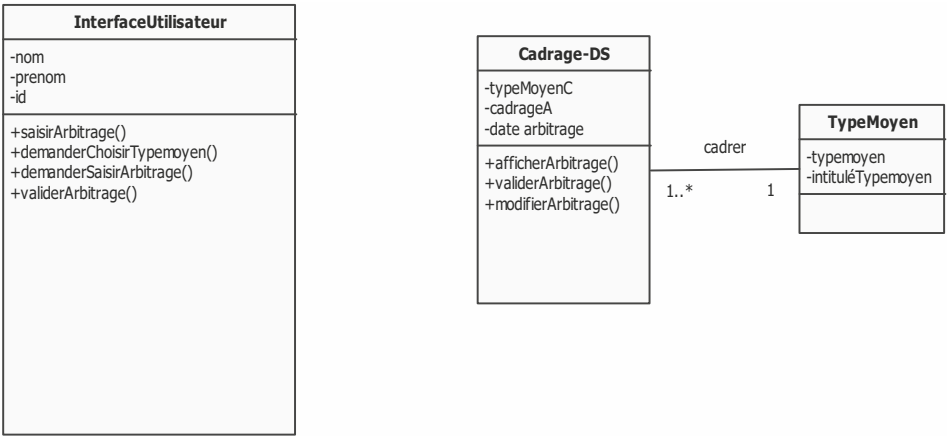 InterfaceUtilisateur
-nom
-prenom
-id
+saisirArbitrage()
+demanderChoisirTypemoyen()
+demanderSaisirArbitrage()
+validerArbitrage()
Cadrage-DS
-typeMoyenC
-cadrageA
-date arbitrage
+afficherArbitrage()
+validerArbitrage()
+modifierArbitrage()
cadrer
1..*
1
TypeMoyen
-typemoyen
-intituléTypemoyen